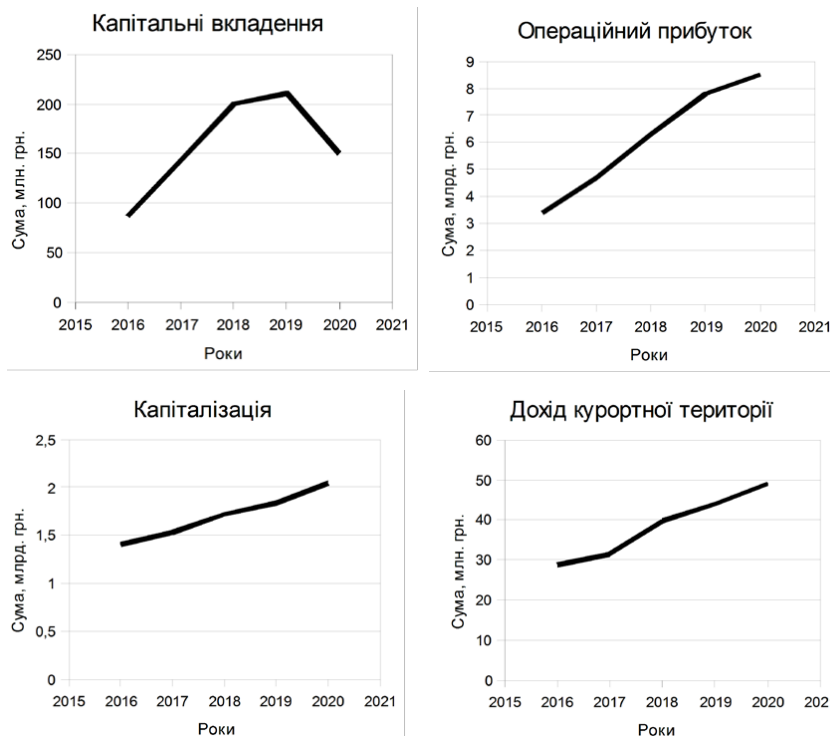 Капітальні вкладення
250
200
150
100
50
0
Сума, млн. грн.
2015 2016 2017 2018 2019 2020 2021
Роки
Операційний прибуток
9
8
7
6
5
4
3
2
1
0
Сума, млрд. грн.
2015 2016 2017 2018 2019 2020 2021
Роки
Капіталізація
2,5
2
1,5
1
0,5
0
Сума, млрд. грн.
2015 2016 2017 2018 2019 2020 2021
Роки
Дохід курортної території
60
50
40
30
20
10
0
Сума, млн. грн.
2015 2016 2017 2018 2019 2020 202
Роки